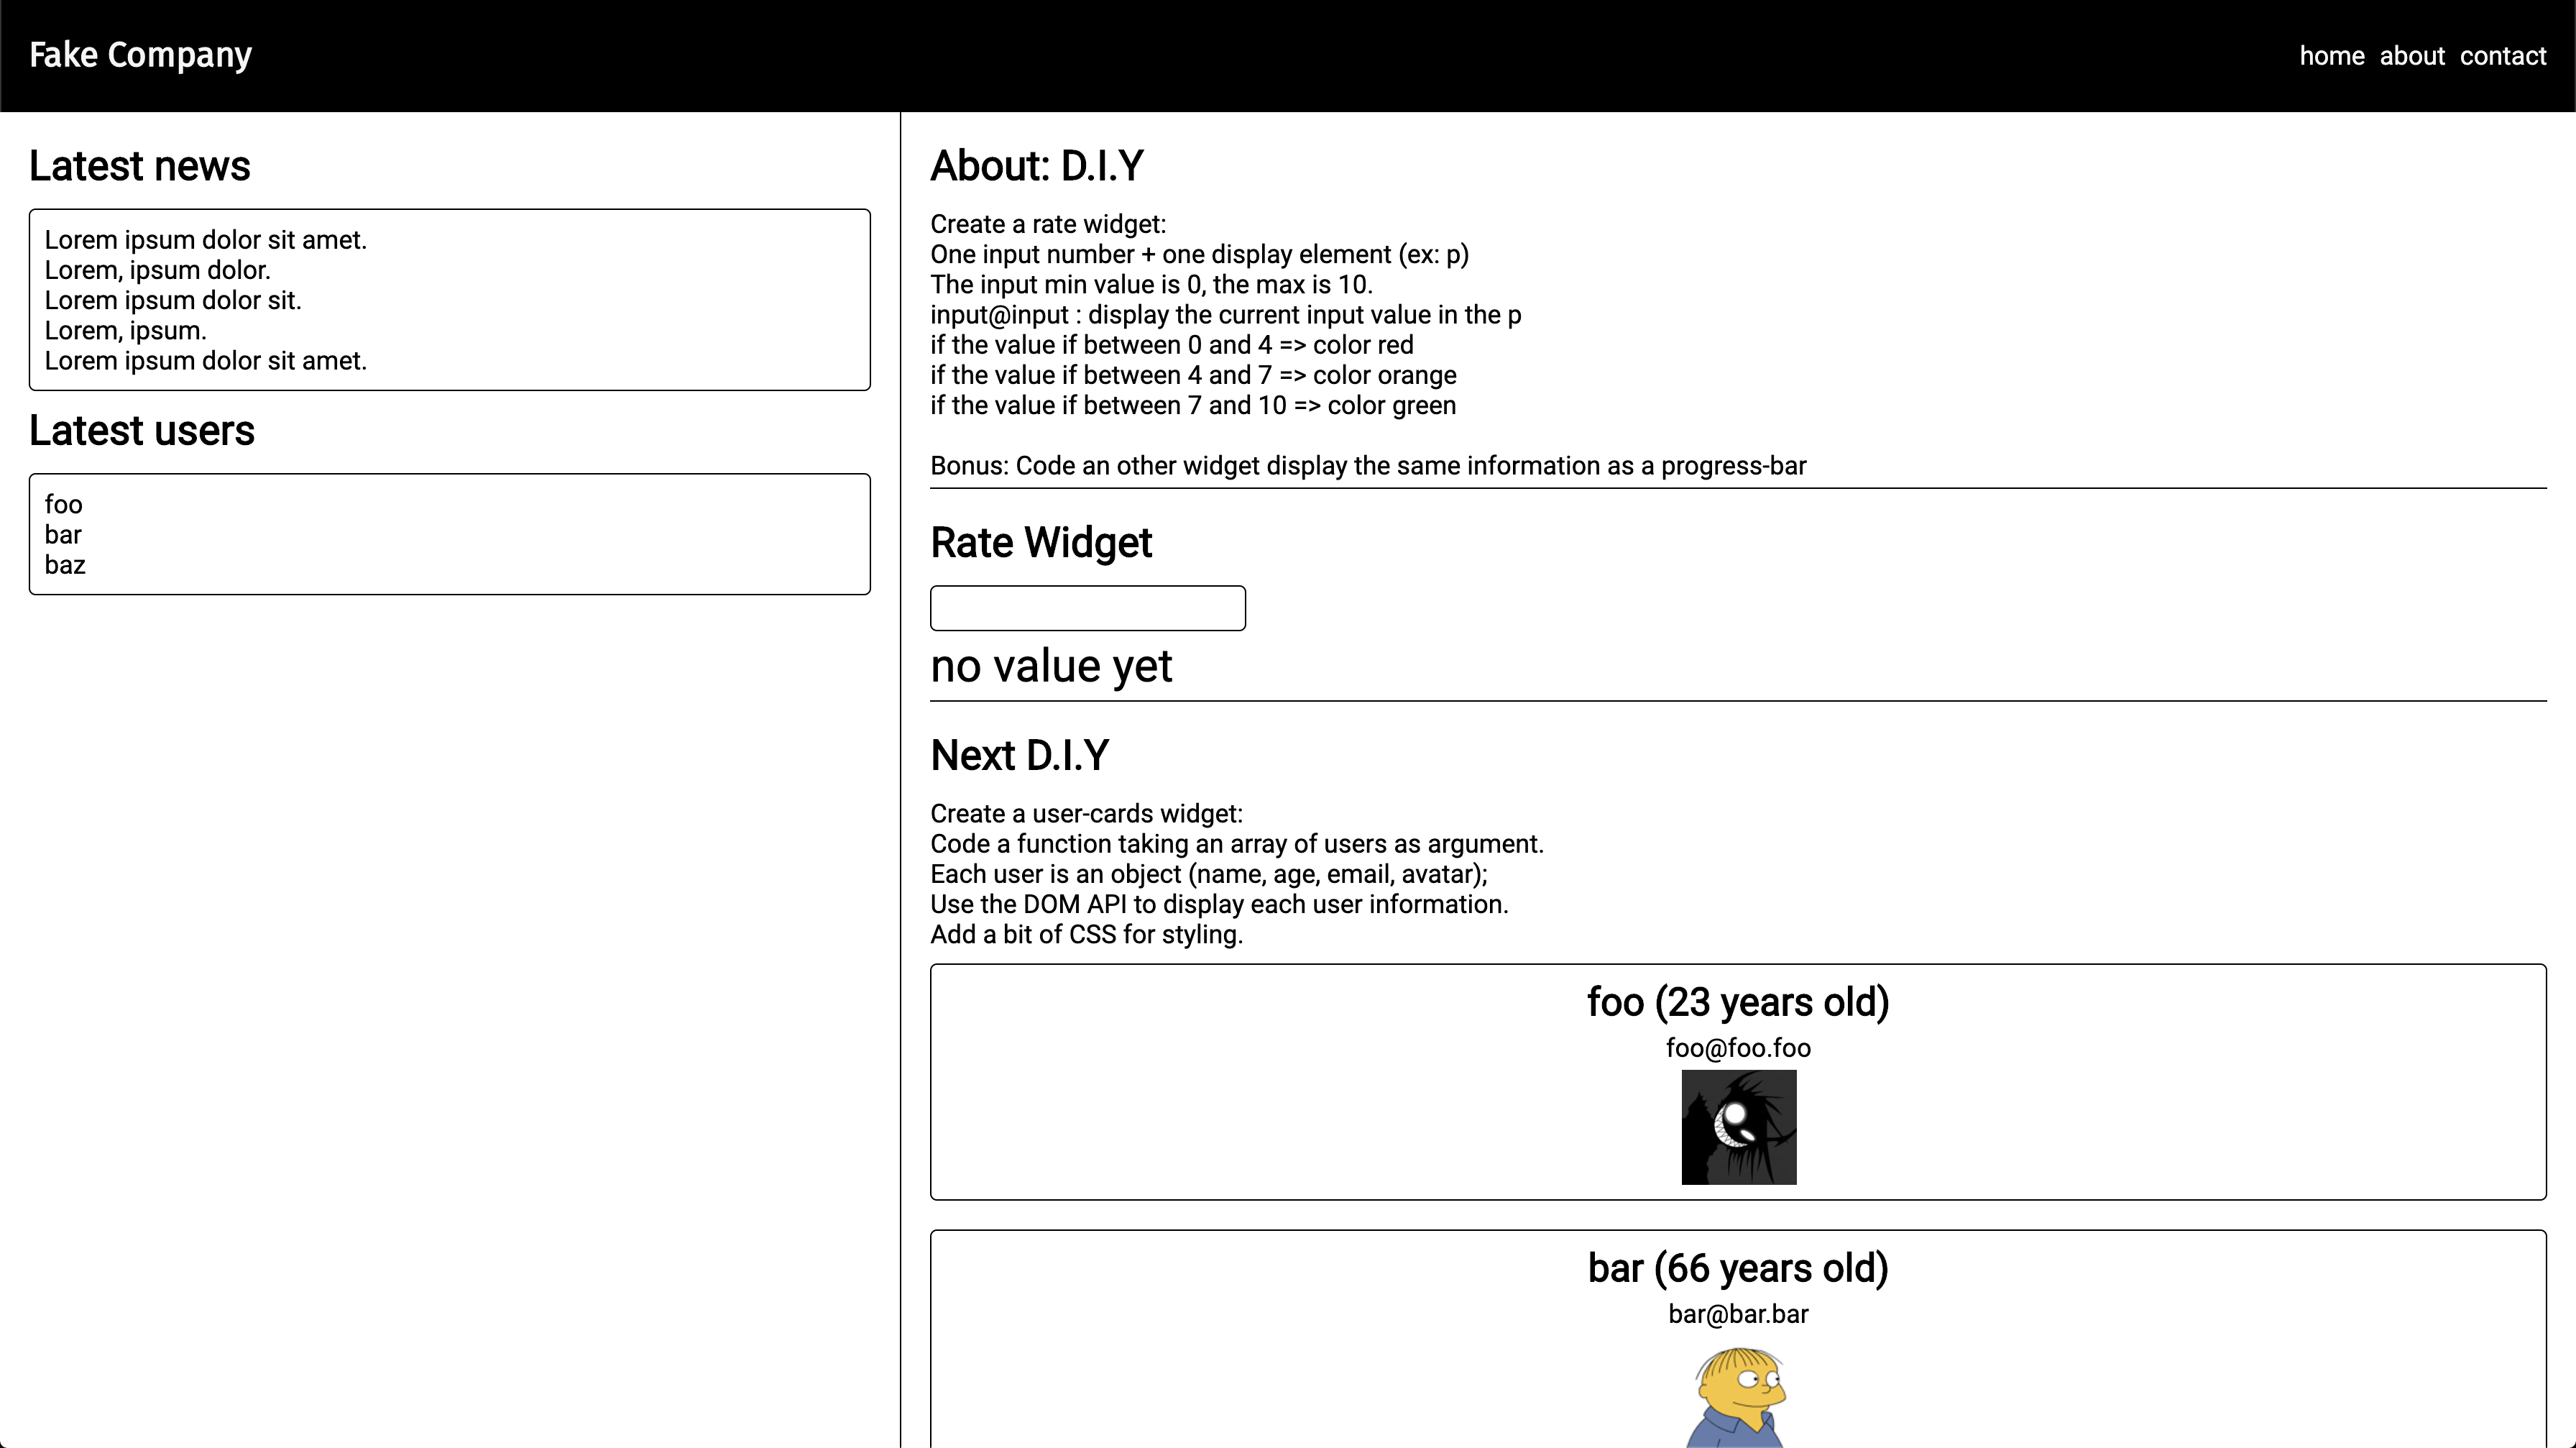 Fake Company
home about contact
Latest news
Lorem ipsum dolor sit amet.
Lorem, ipsum dolor.
Lorem ipsum dolor sit.
Lorem, ipsum.
Lorem ipsum dolor sit amet.
Latest users
foo
bar
baz
About: D.I.Y
Create a rate widget:
One input number + one display element (ex: p)
The input min value is 0, the max is 10.
input@input : display the current input value in the p
if the value if between 0 and 4 => color red
if the value if between 4 and 7 => color orange
if the value if between 7 and 10 => color green
Bonus: Code an other widget display the same information as a progress-bar
Rate Widget
no value yet
Next D.I.Y
Create a user-cards widget:
Code a function taking an array of users as argument.
Each user is an object (name, age, email, avatar);
Use the DOM API to display each user information.
Add a bit of CSS for styling.
foo (23 years old)
foo@foo.foo
bar (66 years old)
bar@bar.bar